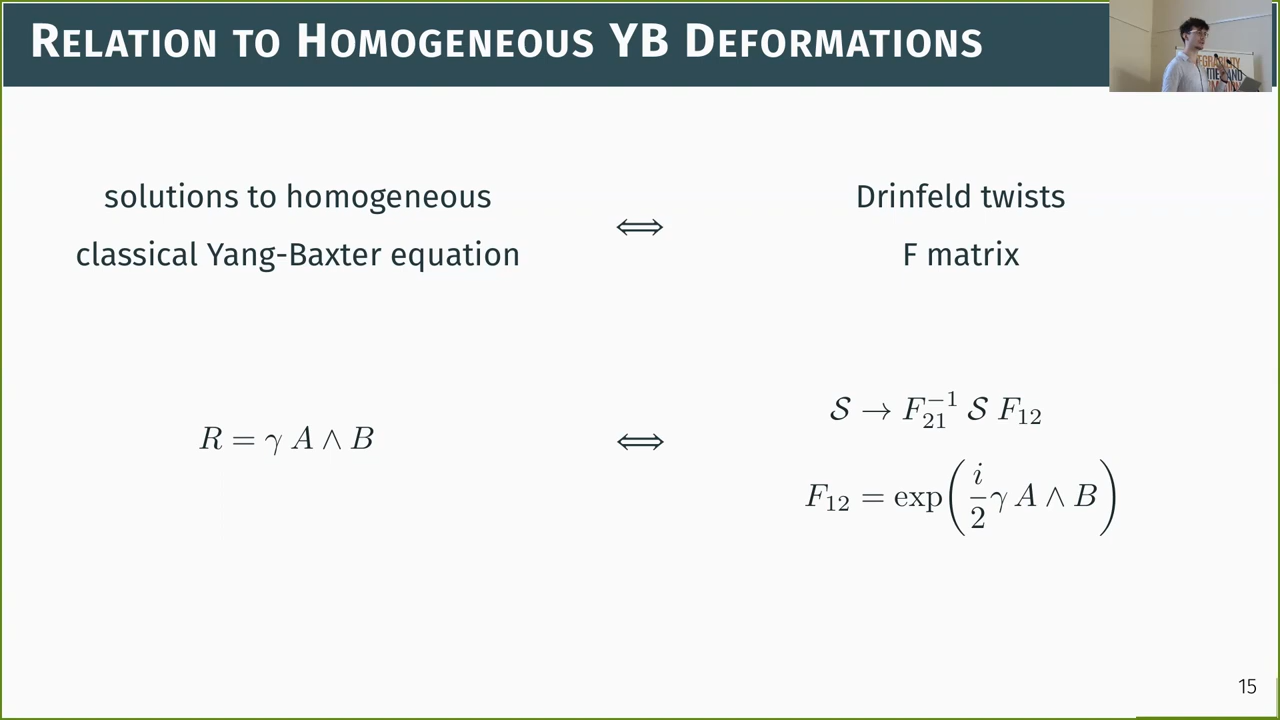 RELATION TO HOMOGENEOUS YB DEFORMATIONS
solutions to homogeneous
classical Yang-Baxter equation
⟺
Drinfeld twists
F matrix
R = γ A ∧ B
⟺
𝒮 → F₂₁⁻¹ 𝒮 F₁₂
F₁₂ = exp(i/2 γ A ∧ B)
15